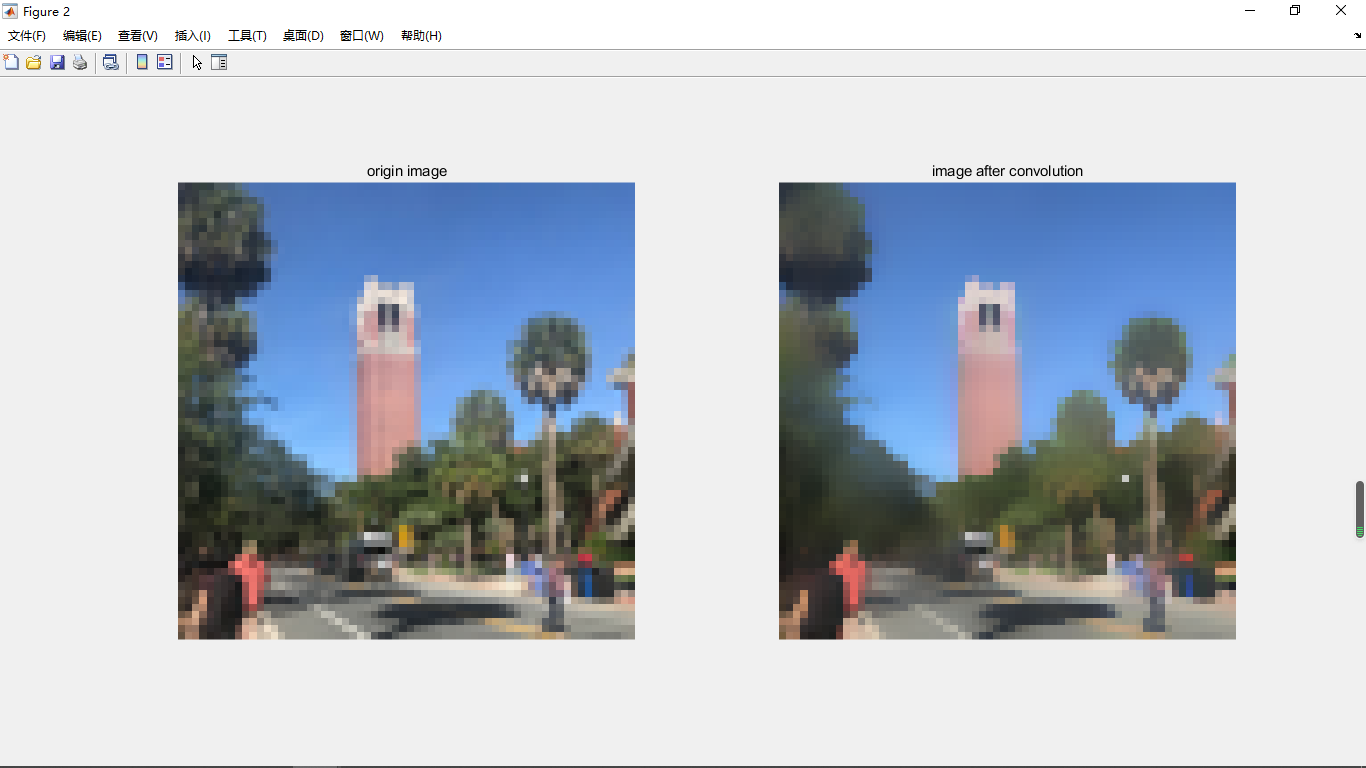 Figure 2
文件(F) 编辑(E) 查看(V) 插入(I) 工具(T) 桌面(D) 窗口(W) 帮助(H)
origin image
image after convolution